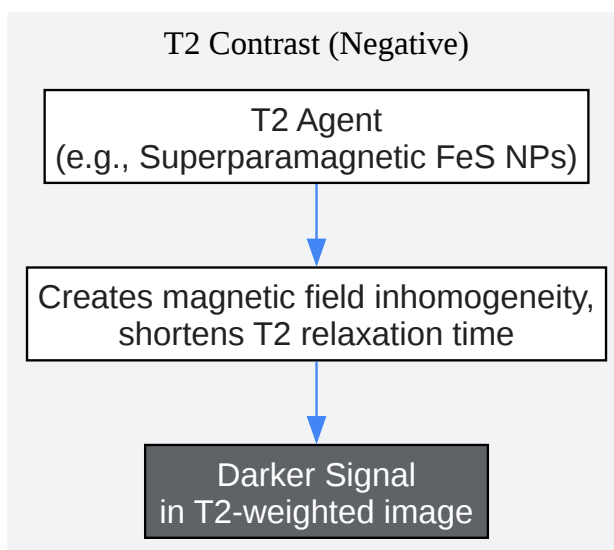 T2 Contrast (Negative)
T2 Agent
(e.g., Superparamagnetic FeS NPs)
Creates magnetic field inhomogeneity,
shortens T2 relaxation time
Darker Signal
in T2-weighted image